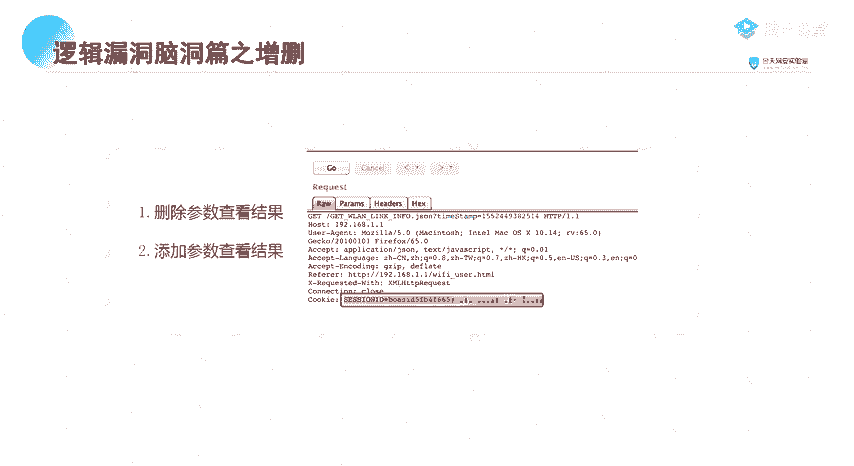 逻辑漏洞脑洞篇之增删
1. 删除参数查看结果
2. 添加参数查看结果
Go
Cancel
<
>
Request
Raw Params Headers Hex
GET /GET_WLAN_LINK_INFO.json?timeStamp=1552449382514 HTTP/1.1
Host: 192.168.1.1
User-Agent: Mozilla/5.0 (Macintosh; Intel Mac OS X 10.14; rv:65.0)
Gecko/20100101 Firefox/65.0
Accept: application/json, text/javascript, */*; q=0.01
Accept-Language: zh-CN,zh;q=0.8,zh-TW;q=0.7,zh-HK;q=0.5,en-US;q=0.3,en;q=0
Accept-Encoding: gzip, deflate
Referer: http://192.168.1.1/wifi_user.html
X-Requested-With: XMLHttpRequest
Connection: close
Cookie: SESSIONID=boasid5fb4f665;